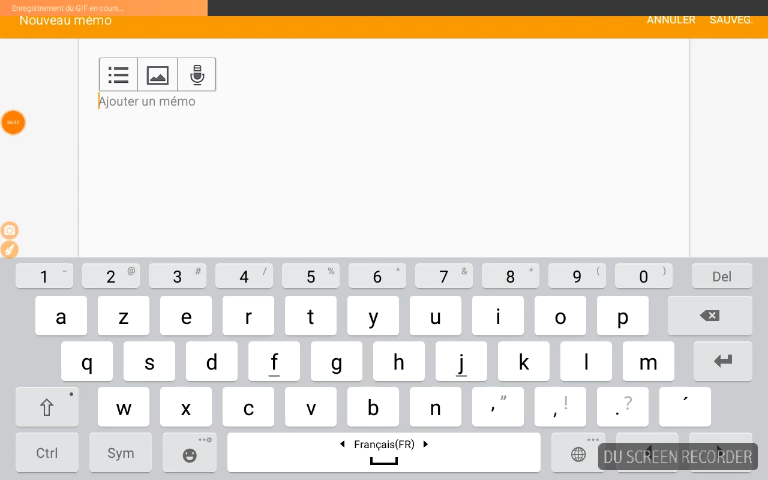 Enregistrement du GIF en cours...
Nouveau mémo
ANNULER SAUVEG.
Ajouter un mémo
1 - 2 @ 3 # 4 / 5 % 6 ^ 7 & 8 * 9 ( 0 ) Del
a z e r t y u i o p
q s d f g h j k l m
w x c v b n ' " , ! . ? ´
Ctrl Sym Français(FR)
DU SCREEN RECORDER